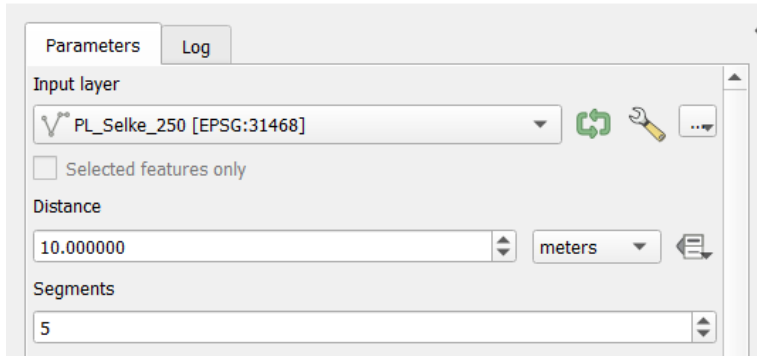 Parameters Log
Input layer
PL_Selke_250 [EPSG:31468]
...
Selected features only
Distance
10.000000 meters
Segments
5